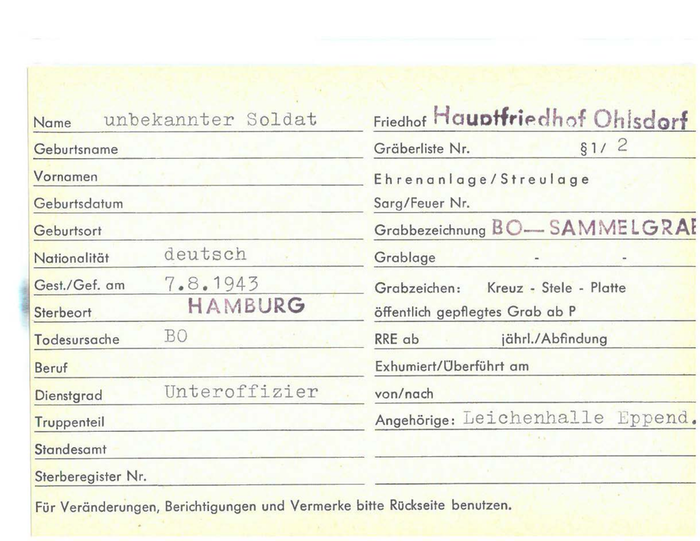 Name unbekannter Soldat
Geburtsname
Vornamen
Geburtsdatum
Geburtsort
Nationalität deutsch
Gest./Gef. am 7.8.1943
Sterbeort HAMBURG
Todesursache BO
Beruf
Dienstgrad Unteroffizier
Truppenteil
Standesamt
Sterberegister Nr.
Friedhof Hauptfriedhof Ohlsdorf
Gräberliste Nr. §1/ 2
Ehrenanlage/Streulage
Sarg/Feuer Nr.
Grabbezeichnung BO—SAMMELGRAB
Grablage - -
Grabzeichen: Kreuz - Stele - Platte
öffentlich gepflegtes Grab ab P
RRE ab jährl./Abfindung
Exhumiert/Überführt am
von/nach
Angehörige: Leichenhalle Eppend.
Für Veränderungen, Berichtigungen und Vermerke bitte Rückseite benutzen.